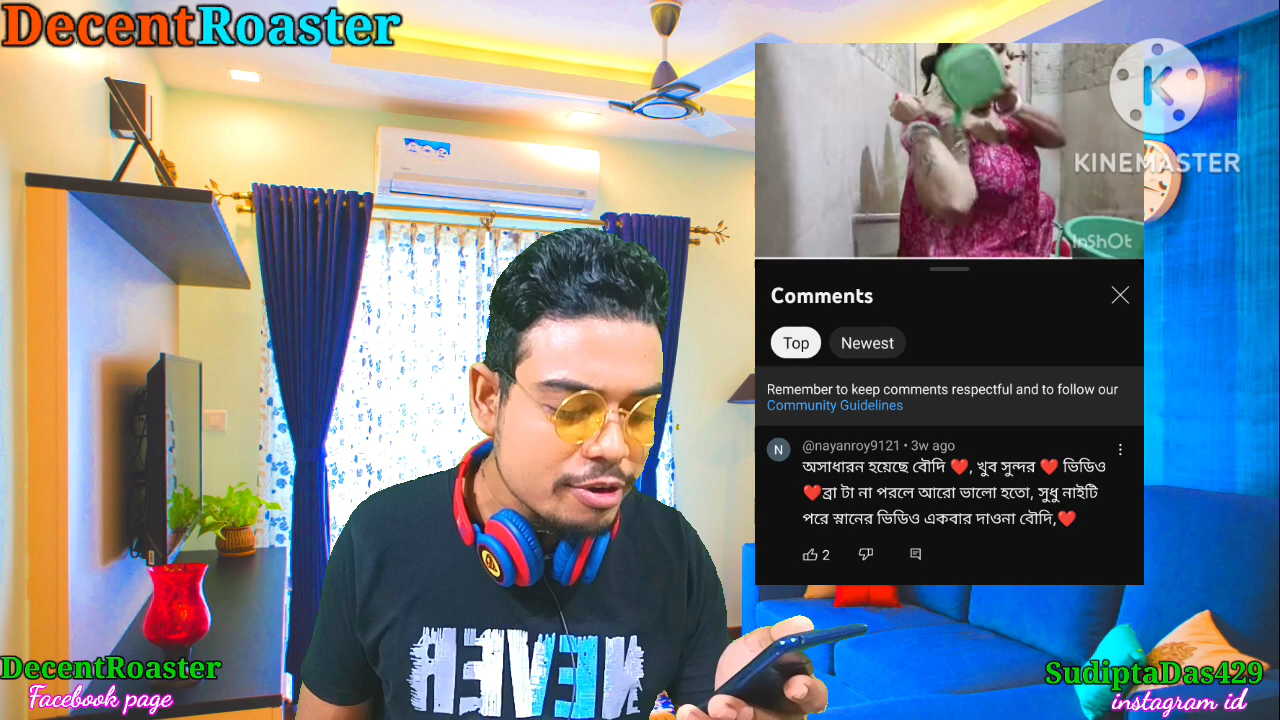 DecentRoaster
KINEMASTER
InShOt
Comments
Top
Newest
Remember to keep comments respectful and to follow our
Community Guidelines
N
@nayanroy9121 • 3w ago
অসাধারন হয়েছে বৌদি ❤️, খুব সুন্দর ❤️ ভিডিও
❤️ব্রা টা না পরলে আরো ভালো হতো, সুধু নাইটি
পরে স্নানের ভিডিও একবার দাওনা বৌদি,❤️
2
NEVER
DecentRoaster
Facebook page
SudiptaDas429
instagram id